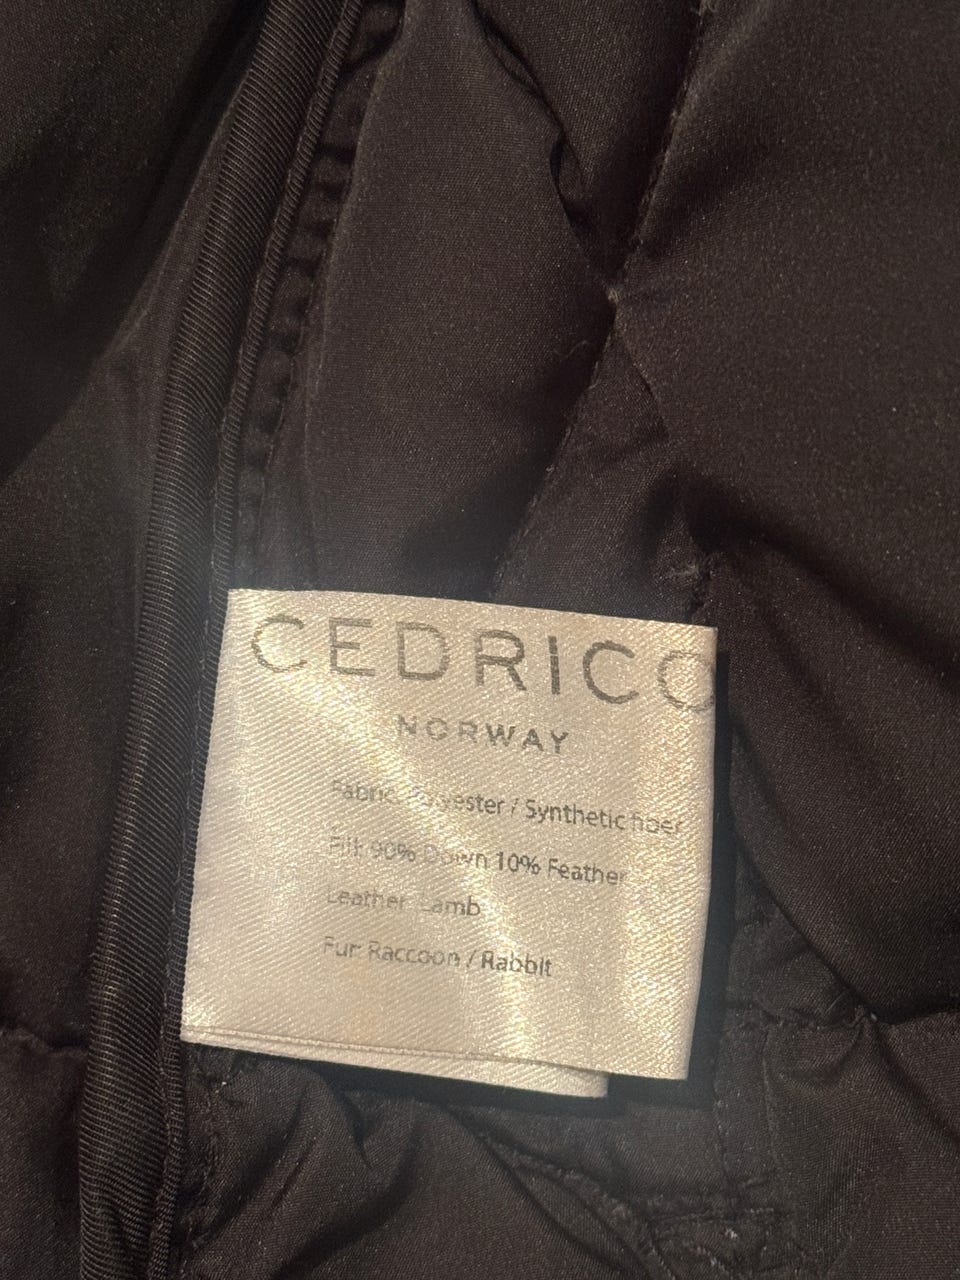 CEDRICO
NORWAY
Fabric: Polyester / Synthetic fiber
Fill: 90% Down 10% Feather
Leather: Lamb
Fur: Raccoon / Rabbit